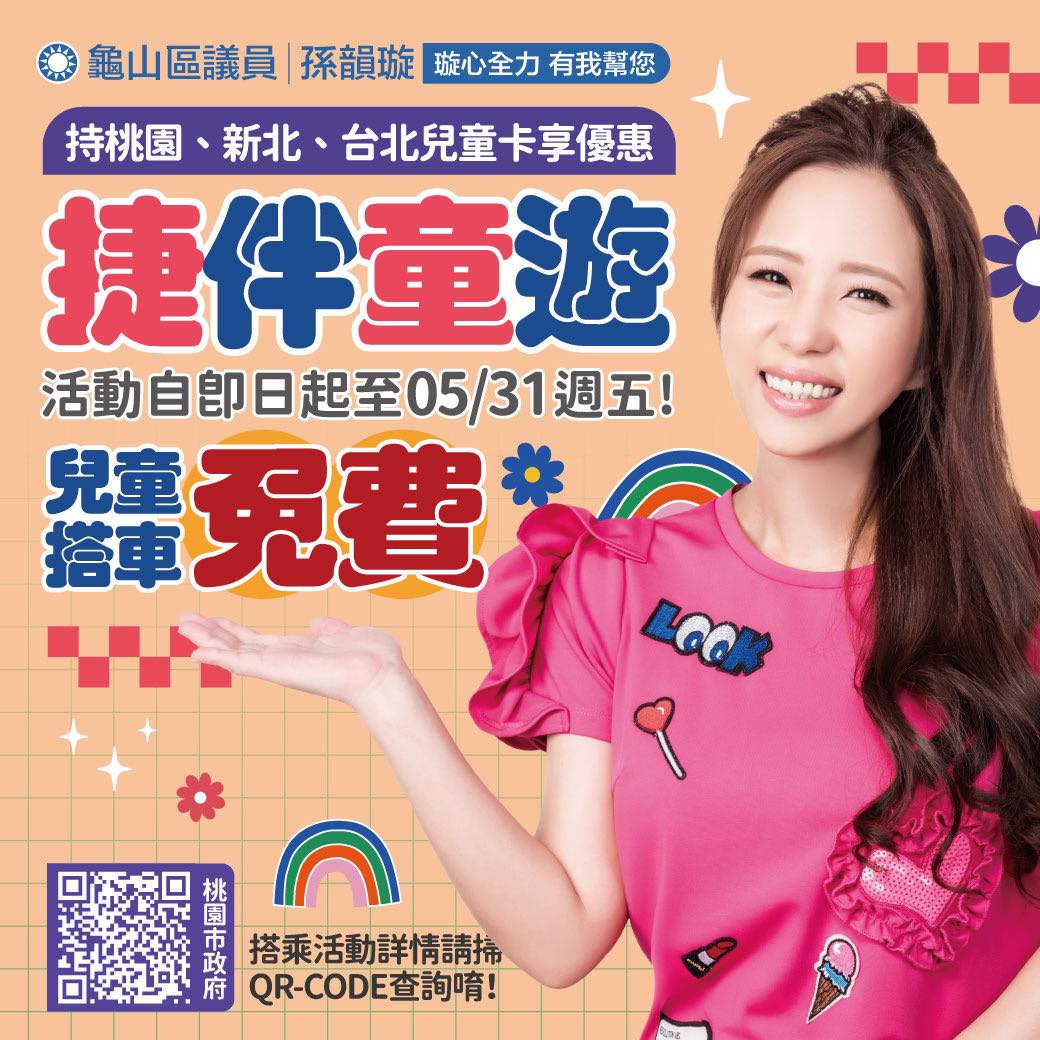 龜山區議員|孫韻璇 璇心全力 有我幫您
持桃園、新北、台北兒童卡享優惠
捷伴童遊
活動自即日起至05/31週五!
兒童搭車免費
LOOK
桃園市政府
搭乘活動詳情請掃
QR-CODE查詢唷!